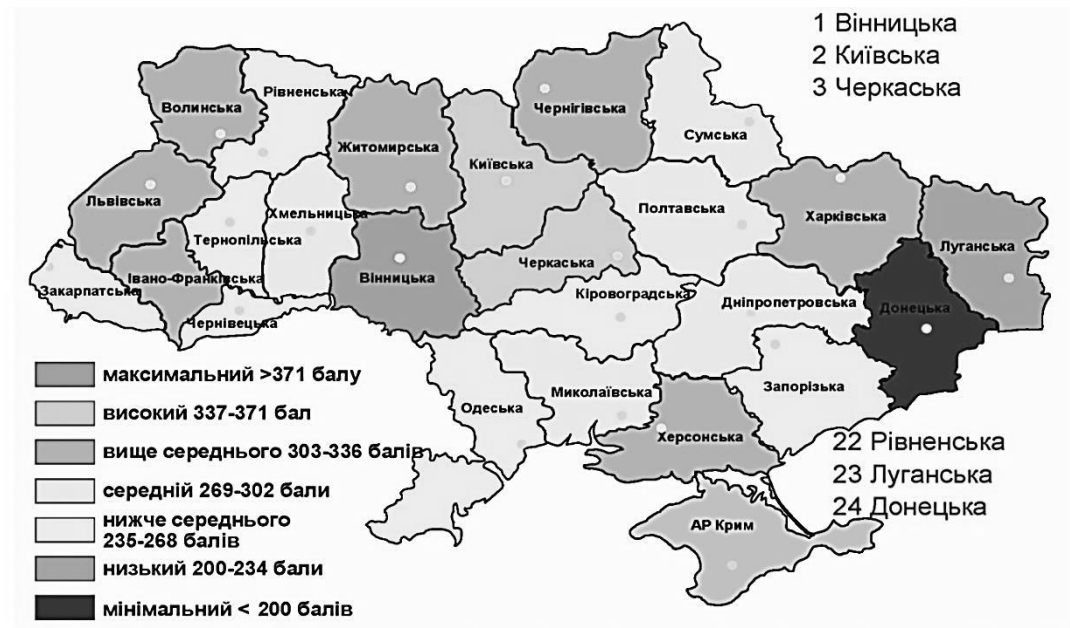 1 Вінницька
2 Київська
3 Черкаська
Волинська
Рівненська
Житомирська
Київська
Чернігівська
Сумська
Львівська
Тернопільська
Хмельницька
Вінницька
Черкаська
Полтавська
Харківська
Луганська
Закарпатська
Івано-Франківська
Чернівецька
Кіровоградська
Дніпропетровська
Донецька
Одеська
Миколаївська
Запорізька
Херсонська
АР Крим
максимальний >371 балу
високий 337-371 бал
вище середнього 303-336 балів
середній 269-302 бали
нижче середнього
235-268 балів
низький 200-234 бали
мінімальний < 200 балів
22 Рівненська
23 Луганська
24 Донецька